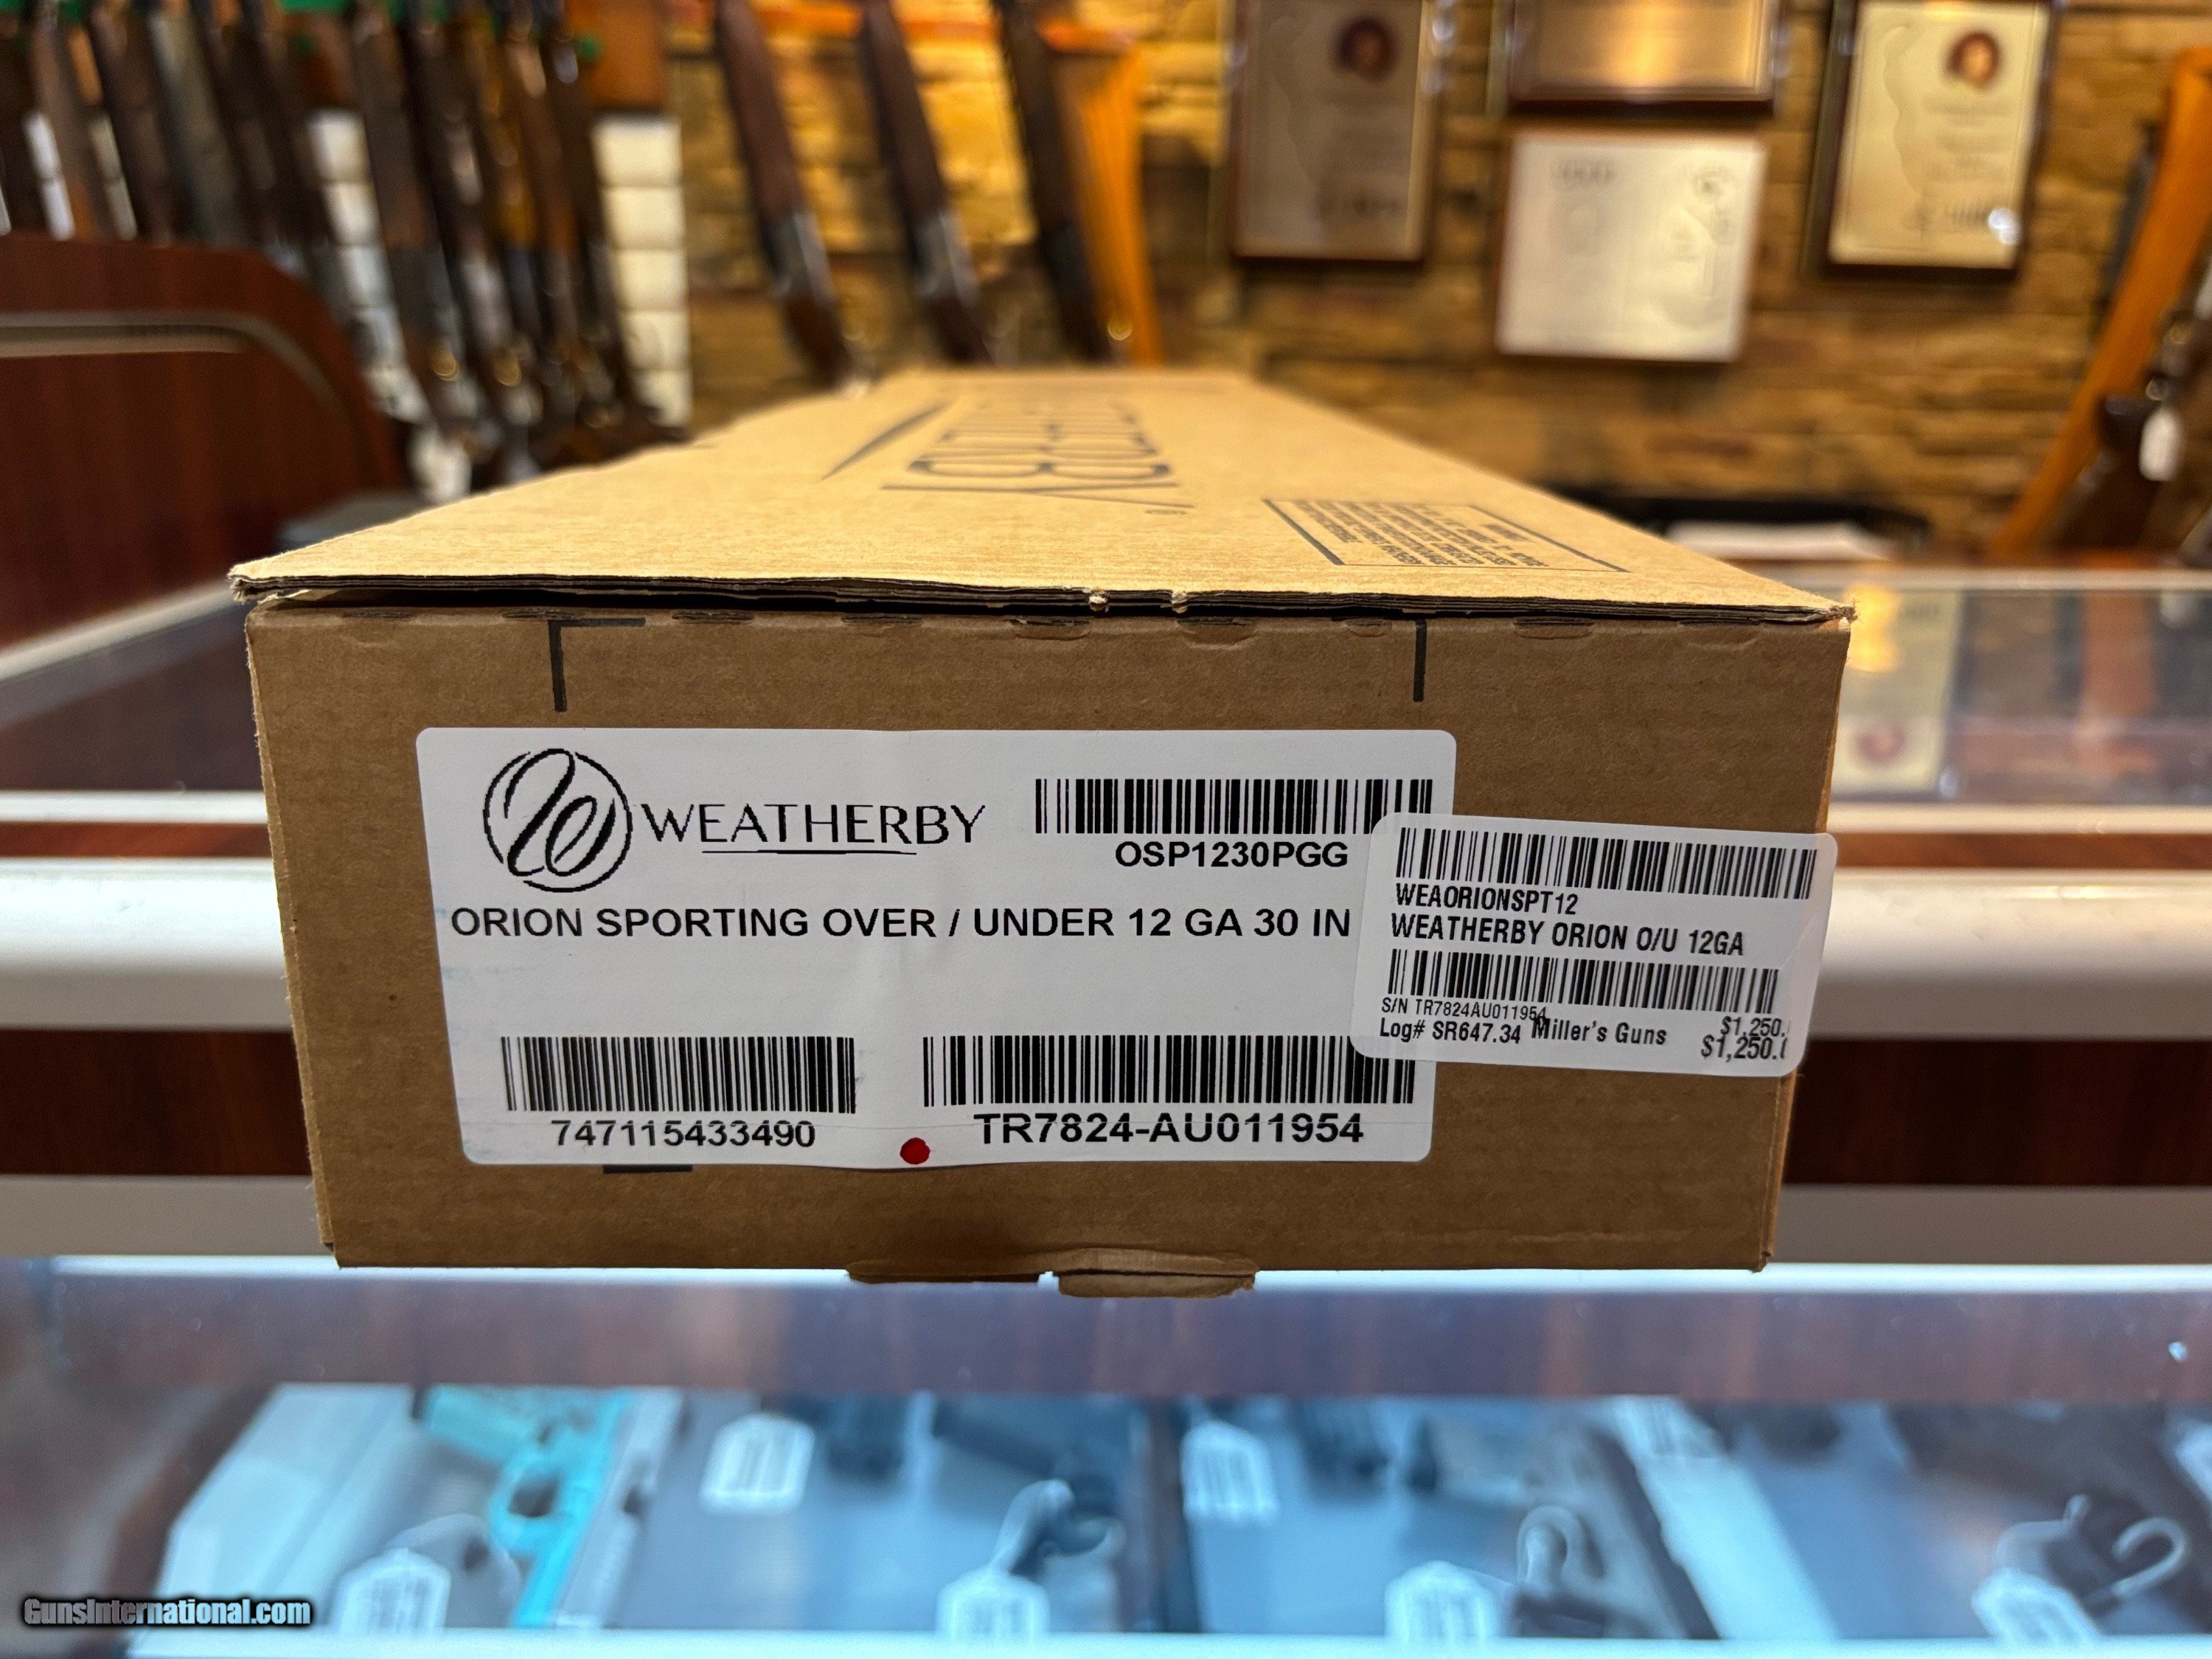 WEATHERBY
OSP1230PGG
ORION SPORTING OVER / UNDER 12 GA 30 IN
747115433490
TR7824-AU011954
WEAORIONSPT12
WEATHERBY ORION O/U 12GA
S/N TR7824AU011954
Log# SR647.34 Miller's Guns
$1,250.
$1,250.
GunsInternational.com